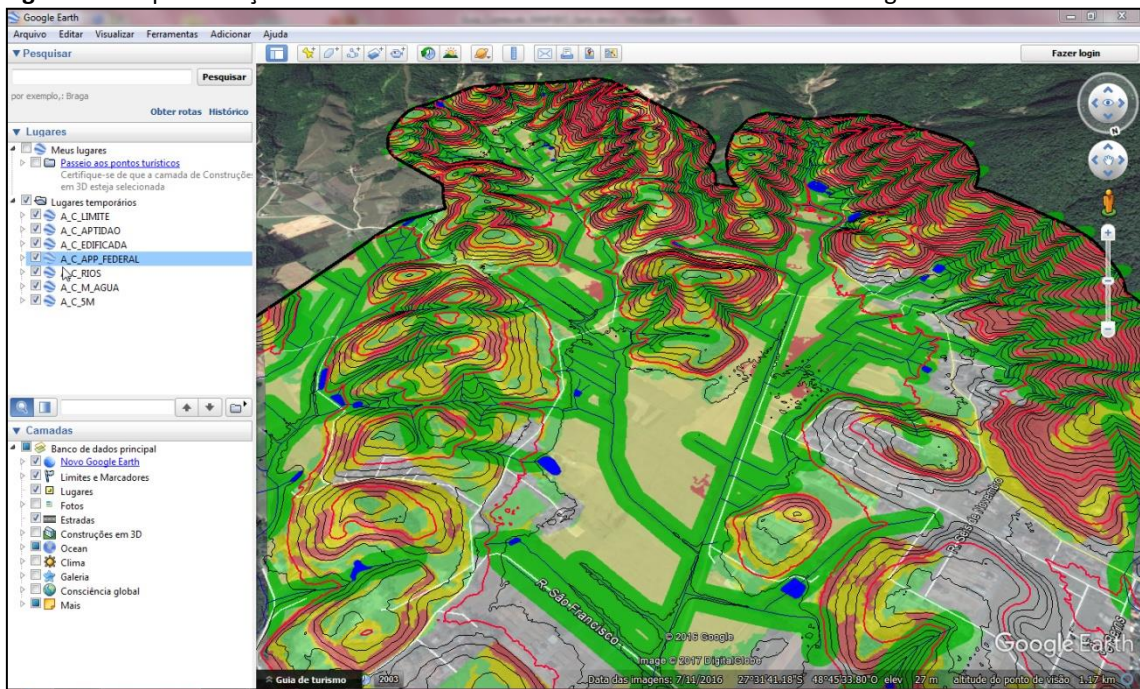 Google Earth
Arquivo Editar Visualizar Ferramentas Adicionar Ajuda
Pesquisar
Fazer login
Pesquisar
por exemplo,: Braga
Obter rotas Histórico
Lugares
Meus lugares
Passeio aos pontos turísticos
Certifique-se de que a camada de Construçõe
em 3D esteja selecionada
Lugares temporários
A_C_LIMITE
A_C_APTIDAO
A_C_EDIFICADA
A_C_APP_FEDERAL
A_C_RIOS
A_C_M_AGUA
A_C_5M
Camadas
Banco de dados principal
Novo Google Earth
Limites e Marcadores
Lugares
Fotos
Estradas
Construções em 3D
Ocean
Clima
Galeria
Consciência global
Mais
N
R. Seis de Novembro
R. São Francisco
© 2016 Google
Image © 2017 DigitalGlobe
Google Earth
Guia de turismo
2003
Data das imagens: 7/11/2016 27°31'41.18"S 48°45'33.80"O elev 27 m altitude do ponto de visão 1.17 km